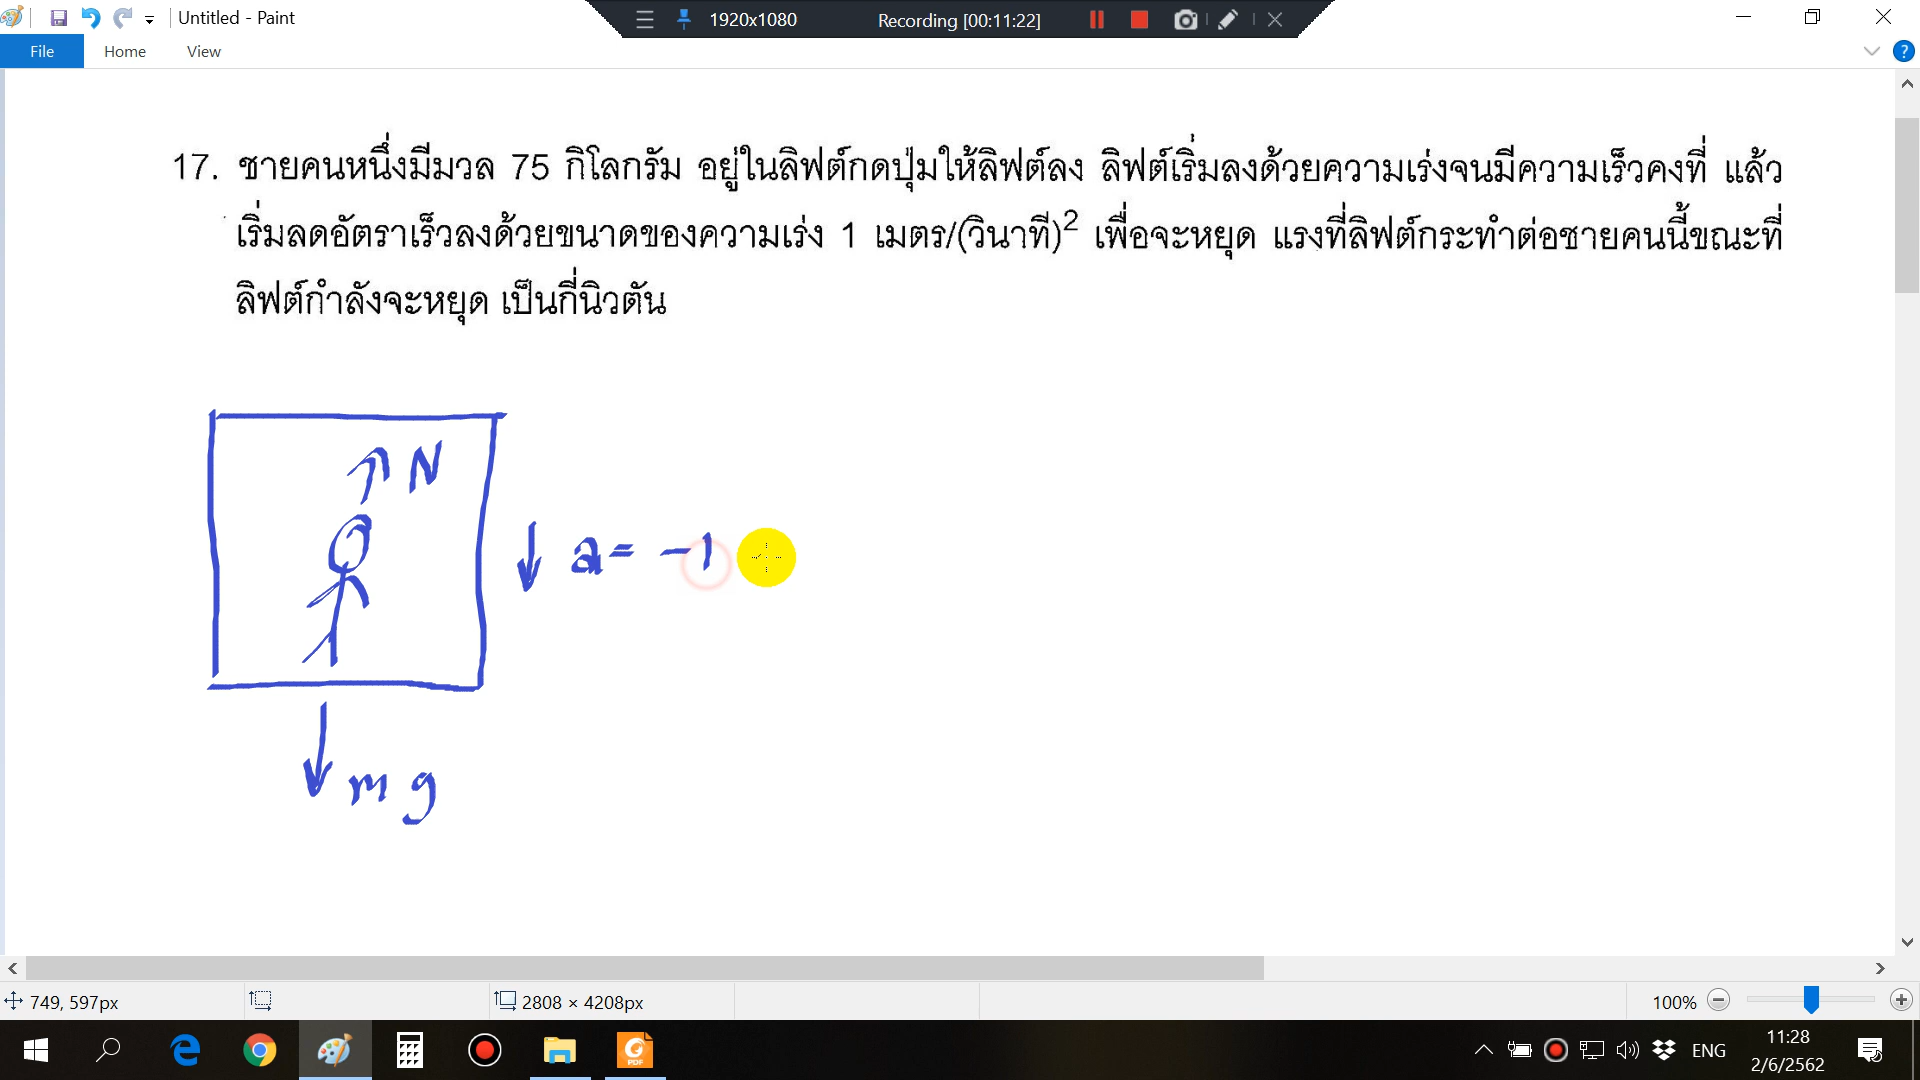 Untitled - Paint
1920x1080
Recording [00:11:22]
File
Home
View
17. ชายคนหนึ่งมีมวล 75 กิโลกรัม อยู่ในลิฟต์กดปุ่มให้ลิฟต์ลง ลิฟต์เริ่มลงด้วยความเร่งจนมีความเร็วคงที่ แล้ว
เริ่มลดอัตราเร็วลงด้วยขนาดของความเร่ง 1 เมตร/(วินาที)² เพื่อจะหยุด แรงที่ลิฟต์กระทำต่อชายคนนี้ขณะที่
ลิฟต์กำลังจะหยุด เป็นกี่นิวตัน
N
a = -1
mg
749, 597px
2808 × 4208px
100%
PDF
ENG
11:28
2/6/2562